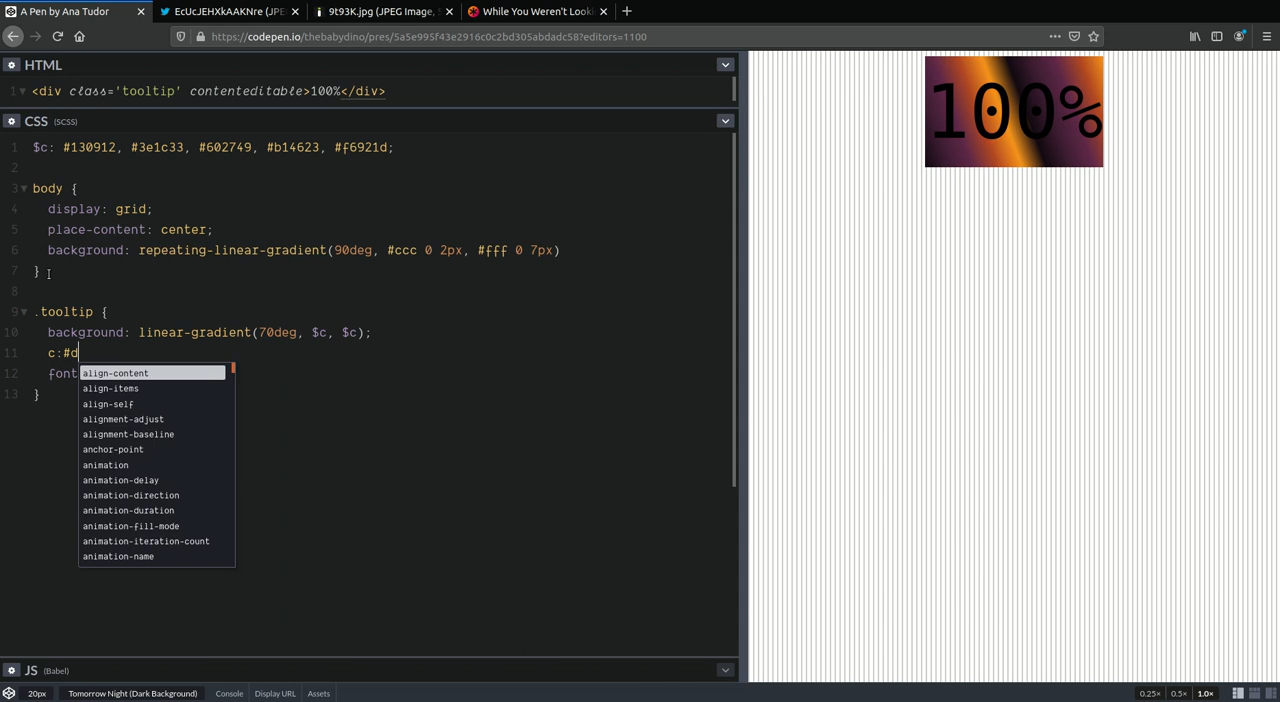 A Pen by Ana Tudor
EcUcJEHXkAAKNre (JPE
9t93K.jpg (JPEG Image, 5
While You Weren't Looki
https://codepen.io/thebabydino/pres/5a5e995f43e2916c0c2bd305abdadc58?editors=1100
HTML
1 <div class='tooltip' contenteditable>100%</div>
CSS (SCSS)
1 $c: #130912, #3e1c33, #602749, #b14623, #f6921d;
2
3 body {
4 display: grid;
5 place-content: center;
6 background: repeating-linear-gradient(90deg, #ccc 0 2px, #fff 0 7px)
7 }
8
9 .tooltip {
10 background: linear-gradient(70deg, $c, $c);
11 c:#d
12 font
13 }
align-content
align-items
align-self
alignment-adjust
alignment-baseline
anchor-point
animation
animation-delay
animation-direction
animation-duration
animation-fill-mode
animation-iteration-count
animation-name
100%
JS (Babel)
20px Tomorrow Night (Dark Background) Console Display URL Assets
0.25× 0.5× 1.0×